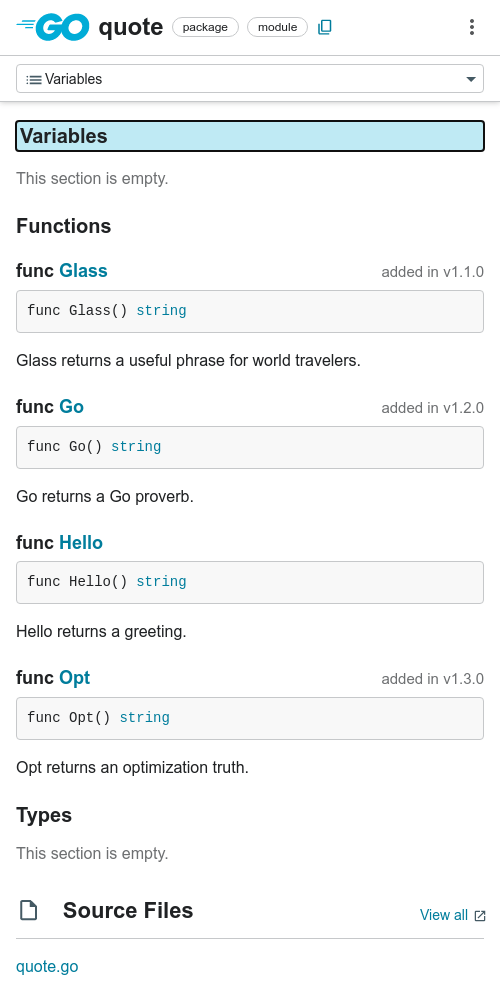 GO quote package module
Variables
Variables
This section is empty.
Functions
func Glass added in v1.1.0
func Glass() string
Glass returns a useful phrase for world travelers.
func Go added in v1.2.0
func Go() string
Go returns a Go proverb.
func Hello
func Hello() string
Hello returns a greeting.
func Opt added in v1.3.0
func Opt() string
Opt returns an optimization truth.
Types
This section is empty.
Source Files View all
quote.go